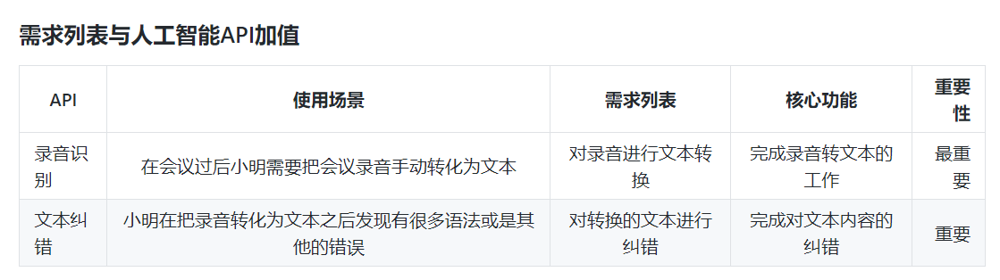 需求列表与人工智能API加值
API 使用场景 需求列表 核心功能 重要性
录音识别 在会议过后小明需要把会议录音手动转化为文本 对录音进行文本转换 完成录音转文本的工作 最重要
文本纠错 小明在把录音转化为文本之后发现有很多语法或是其他的错误 对转换的文本进行纠错 完成对文本内容的纠错 重要